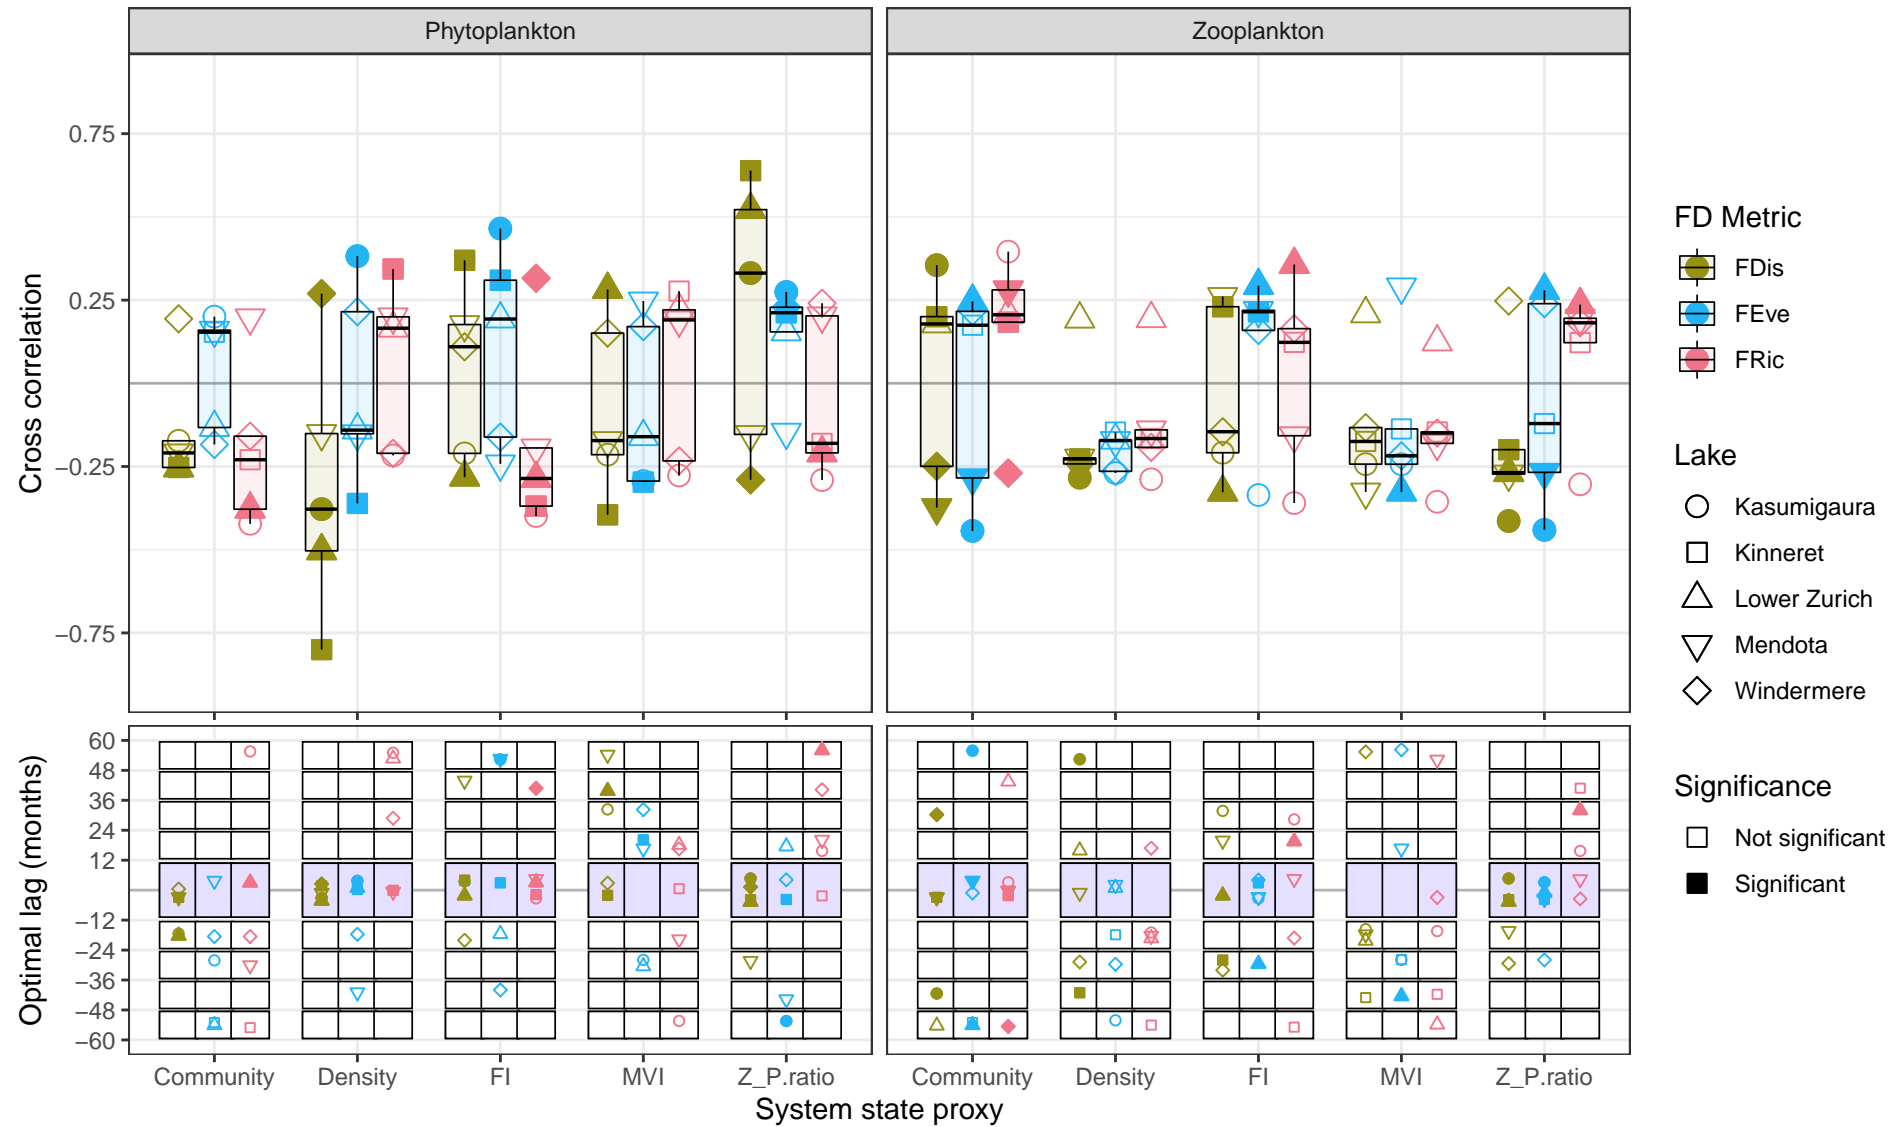 Phytoplankton
Zooplankton
Cross correlation
0.75
0.25
−0.25
−0.75
FD Metric
FDis
FEve
FRic
Lake
Kasumigaura
Kinneret
Lower Zurich
Mendota
Windermere
Significance
Not significant
Significant
Optimal lag (months)
60
48
36
24
12
−12
−24
−36
−48
−60
Community Density FI MVI Z_P.ratio
Community Density FI MVI Z_P.ratio
System state proxy